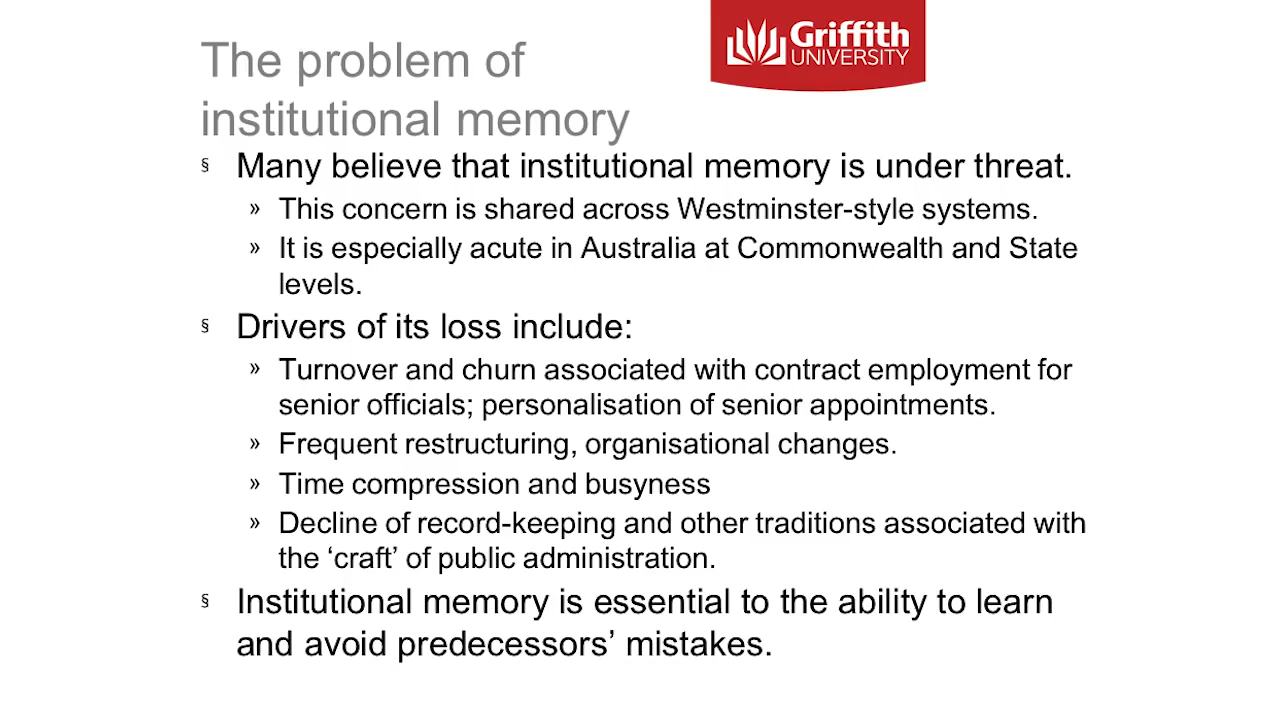 The problem of
institutional memory
Griffith
UNIVERSITY
§ Many believe that institutional memory is under threat.
» This concern is shared across Westminster-style systems.
» It is especially acute in Australia at Commonwealth and State
levels.
§ Drivers of its loss include:
» Turnover and churn associated with contract employment for
senior officials; personalisation of senior appointments.
» Frequent restructuring, organisational changes.
» Time compression and busyness
» Decline of record-keeping and other traditions associated with
the ‘craft’ of public administration.
§ Institutional memory is essential to the ability to learn
and avoid predecessors’ mistakes.